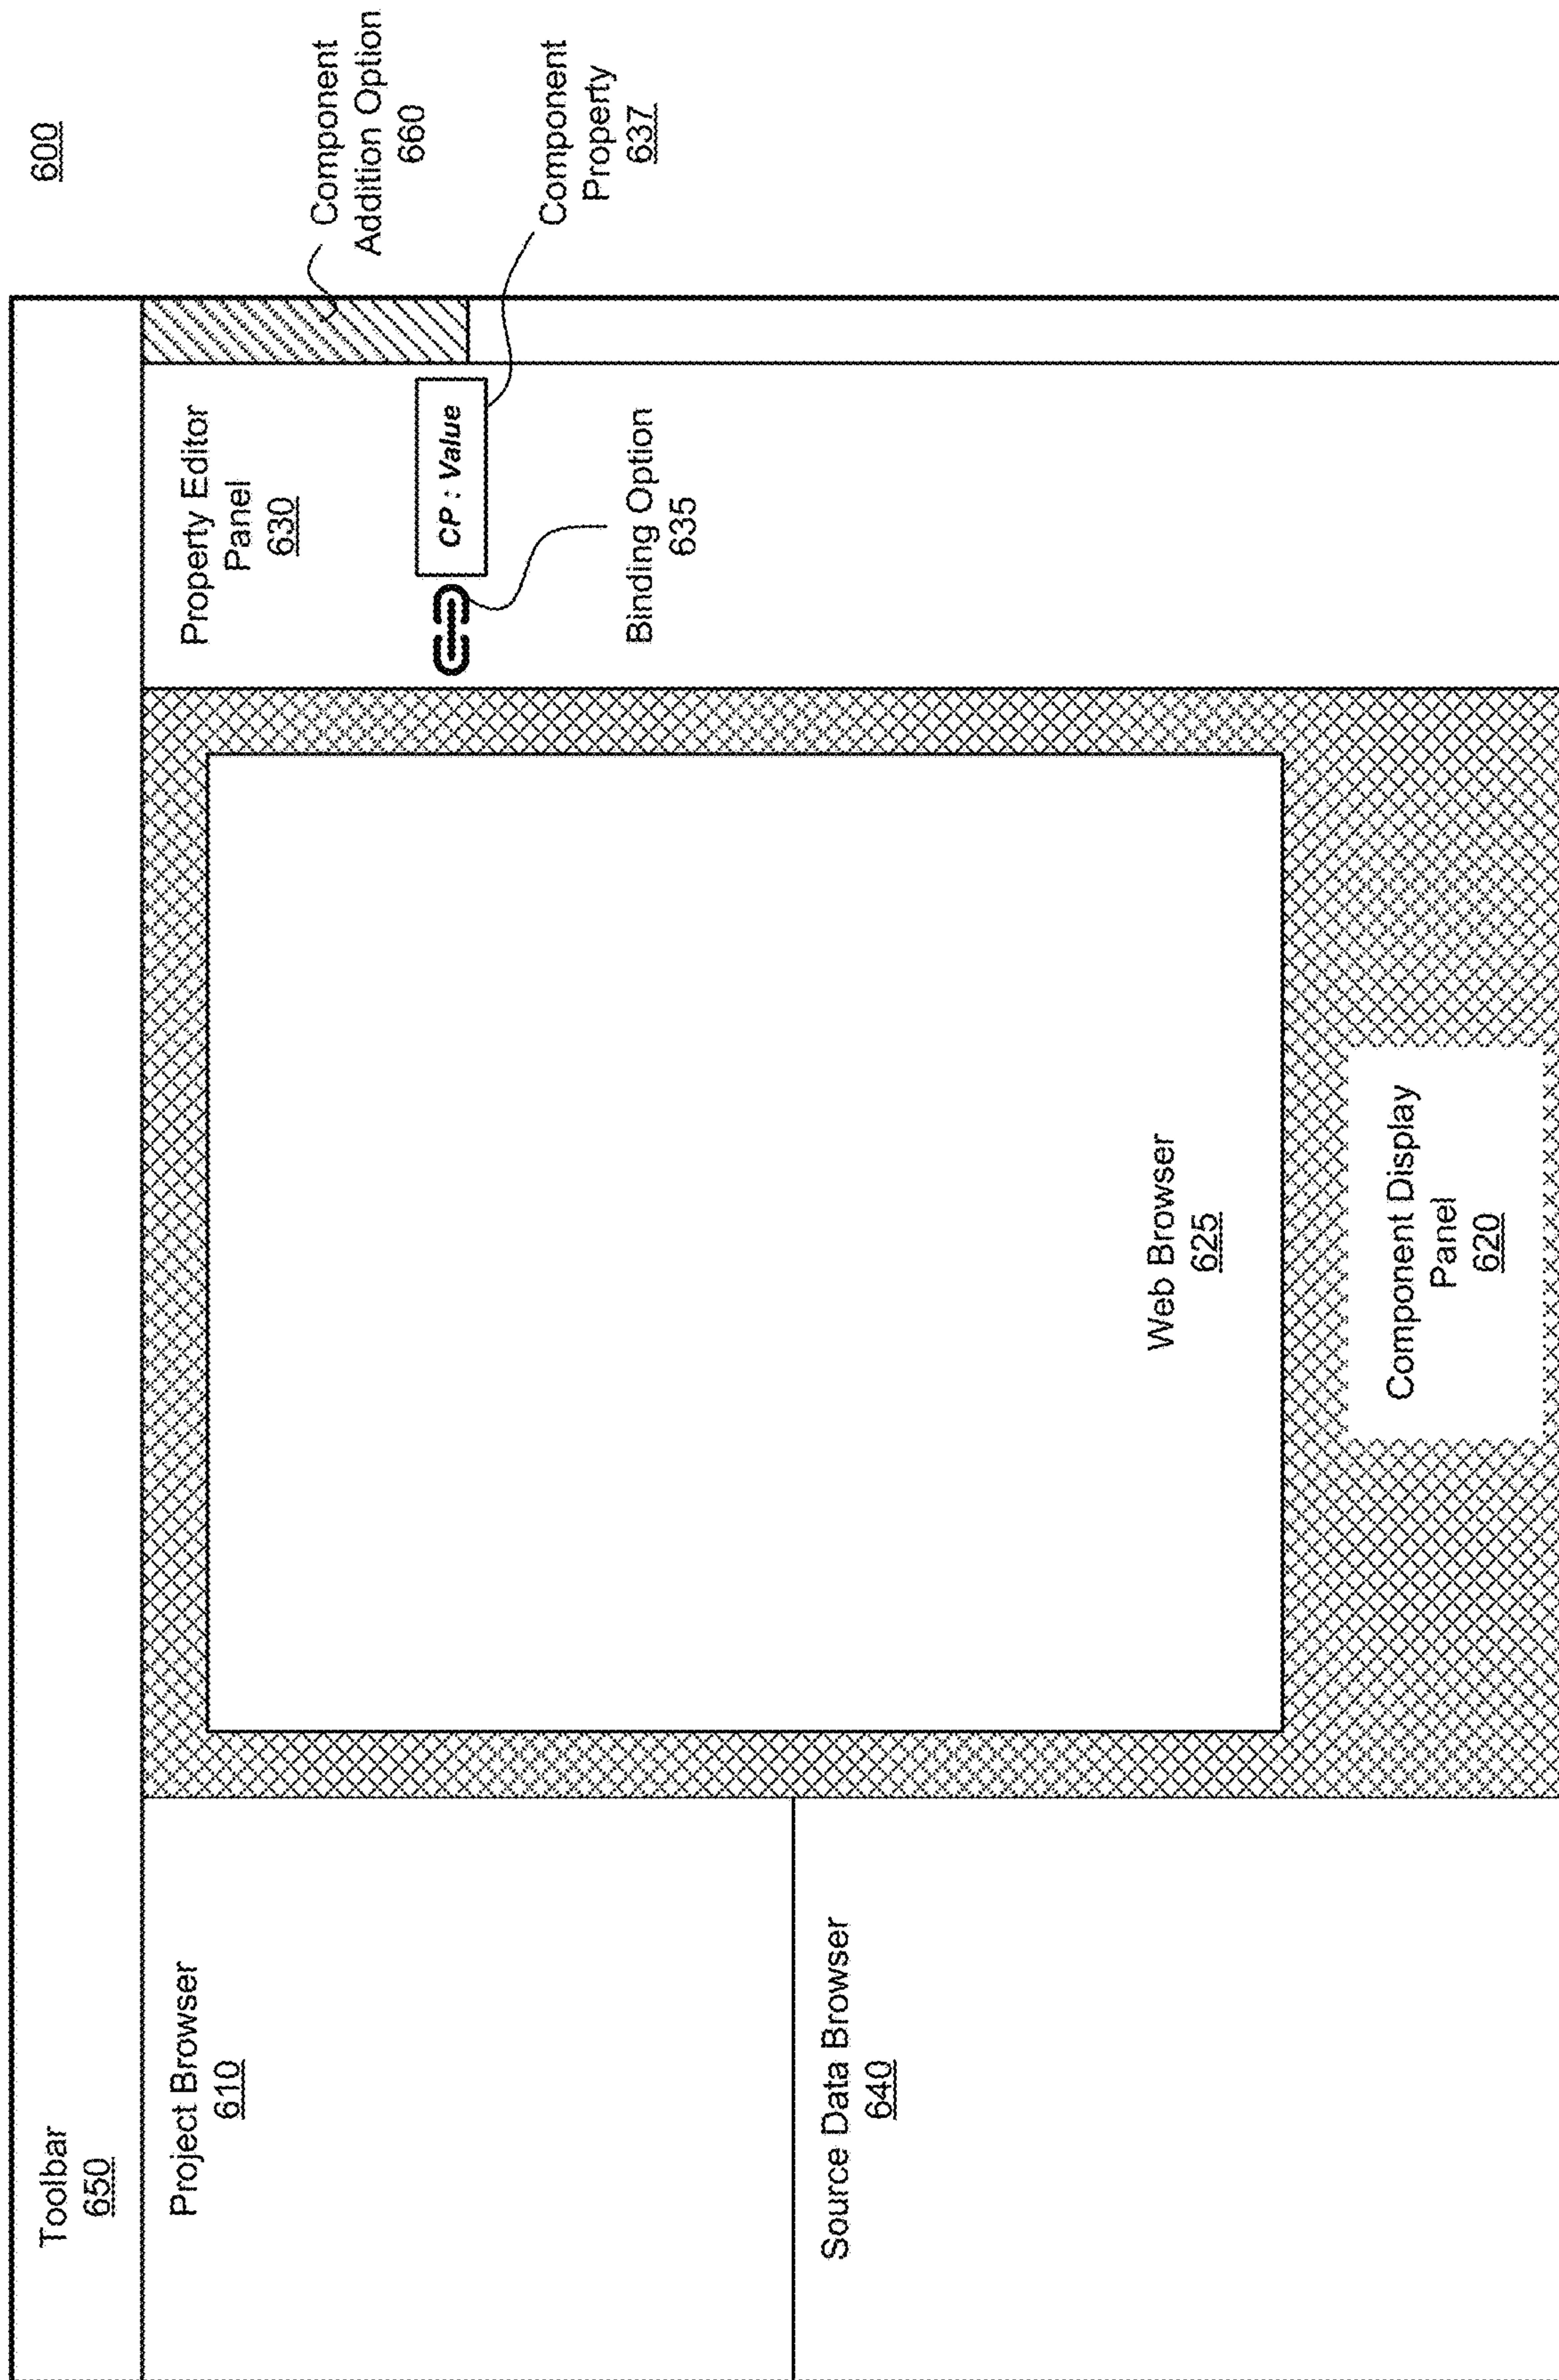 600
Toolbar
650
Project Browser
610
Source Data Browser
640
Web Browser
625
Component Display
Panel
620
Property Editor
Panel
630
CP : Value
Binding Option
635
Component
Addition Option
660
Component
Property
637